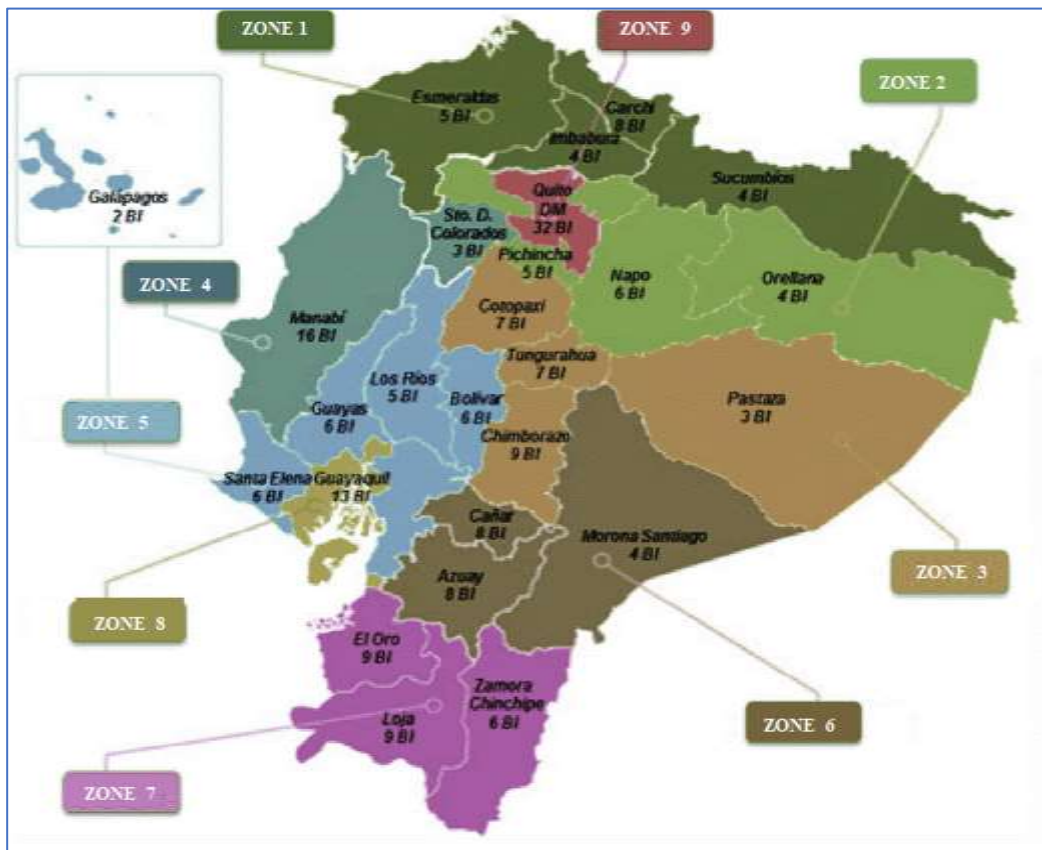 ZONE 1
ZONE 9
ZONE 2
Esmeraldas
5 BI
Carchi
8 BI
Imbabura
4 BI
Sucumbíos
4 BI
Galápagos
2 BI
Quito
DM
32 BI
Sto. D.
Colorados
3 BI
Pichincha
5 BI
Napo
6 BI
Orellana
4 BI
ZONE 4
Manabí
16 BI
Cotopaxi
7 BI
Tungurahua
7 BI
Los Ríos
5 BI
Bolívar
6 BI
Pastaza
3 BI
ZONE 5
Guayas
6 BI
Chimborazo
9 BI
Santa Elena
6 BI
Guayaquil
13 BI
Cañar
8 BI
Morona Santiago
4 BI
ZONE 3
Azuay
8 BI
ZONE 8
El Oro
9 BI
Zamora
Chinchipe
6 BI
Loja
9 BI
ZONE 6
ZONE 7